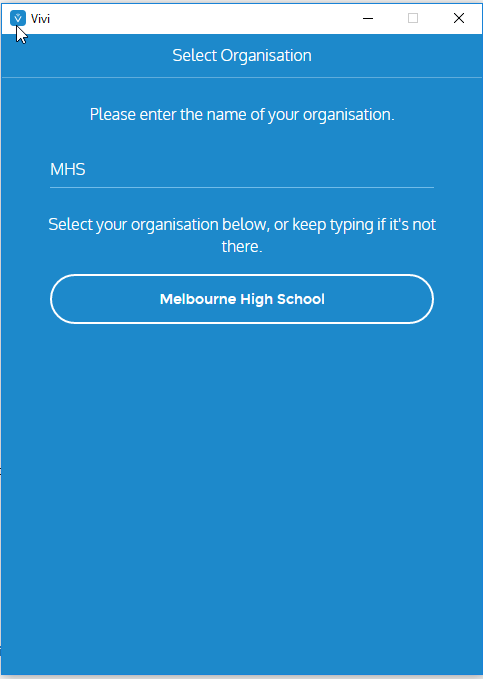 Vivi
Select Organisation
Please enter the name of your organisation.
MHS
Select your organisation below, or keep typing if it's not
there.
Melbourne High School